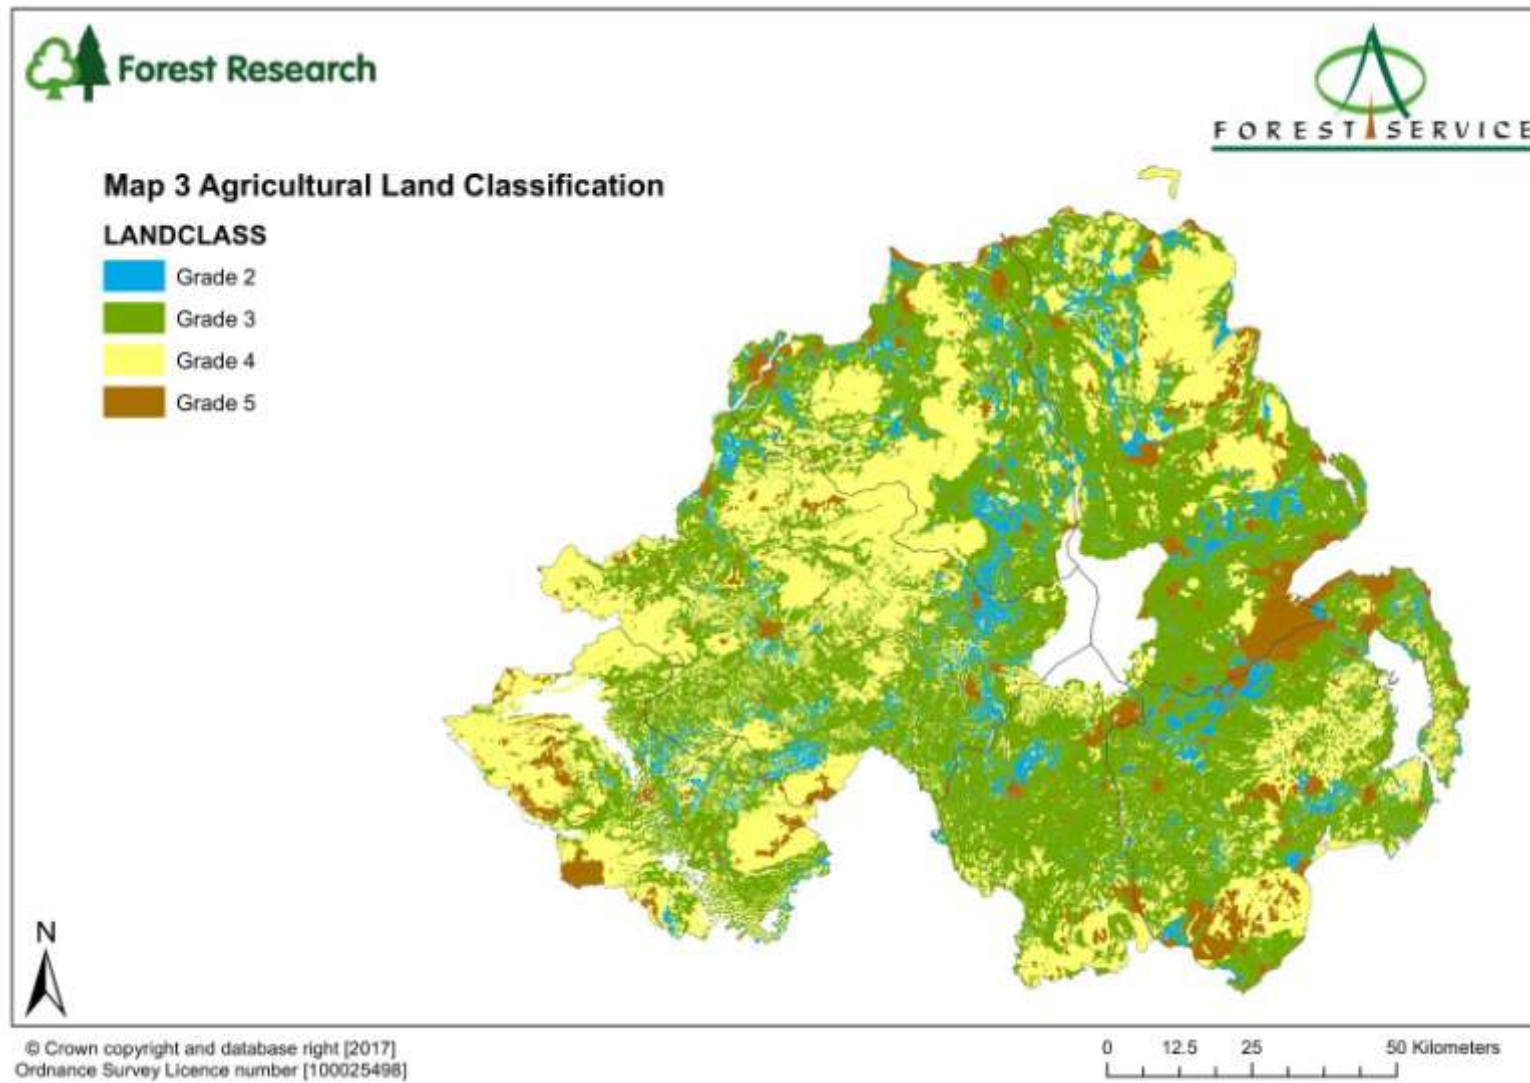 Forest Research
FOREST SERVICE
Map 3 Agricultural Land Classification
LANDCLASS
Grade 2
Grade 3
Grade 4
Grade 5
N
© Crown copyright and database right [2017]
Ordnance Survey Licence number [100025498]
0 12.5 25 50 Kilometers